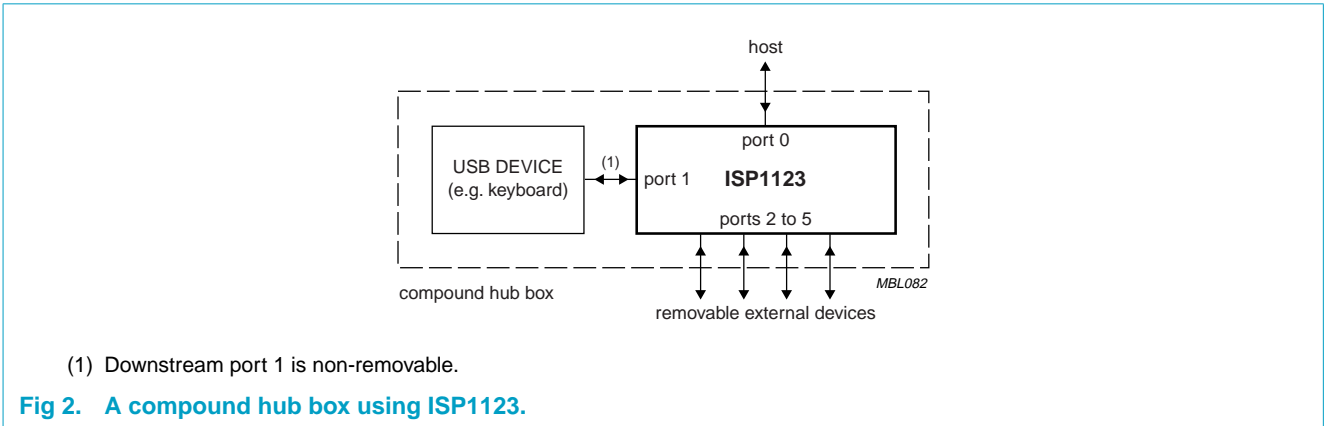 host
port 0
USB DEVICE
(e.g. keyboard)
(1)
port 1
ISP1123
ports 2 to 5
compound hub box
MBL082
removable external devices
(1) Downstream port 1 is non-removable.
Fig 2. A compound hub box using ISP1123.